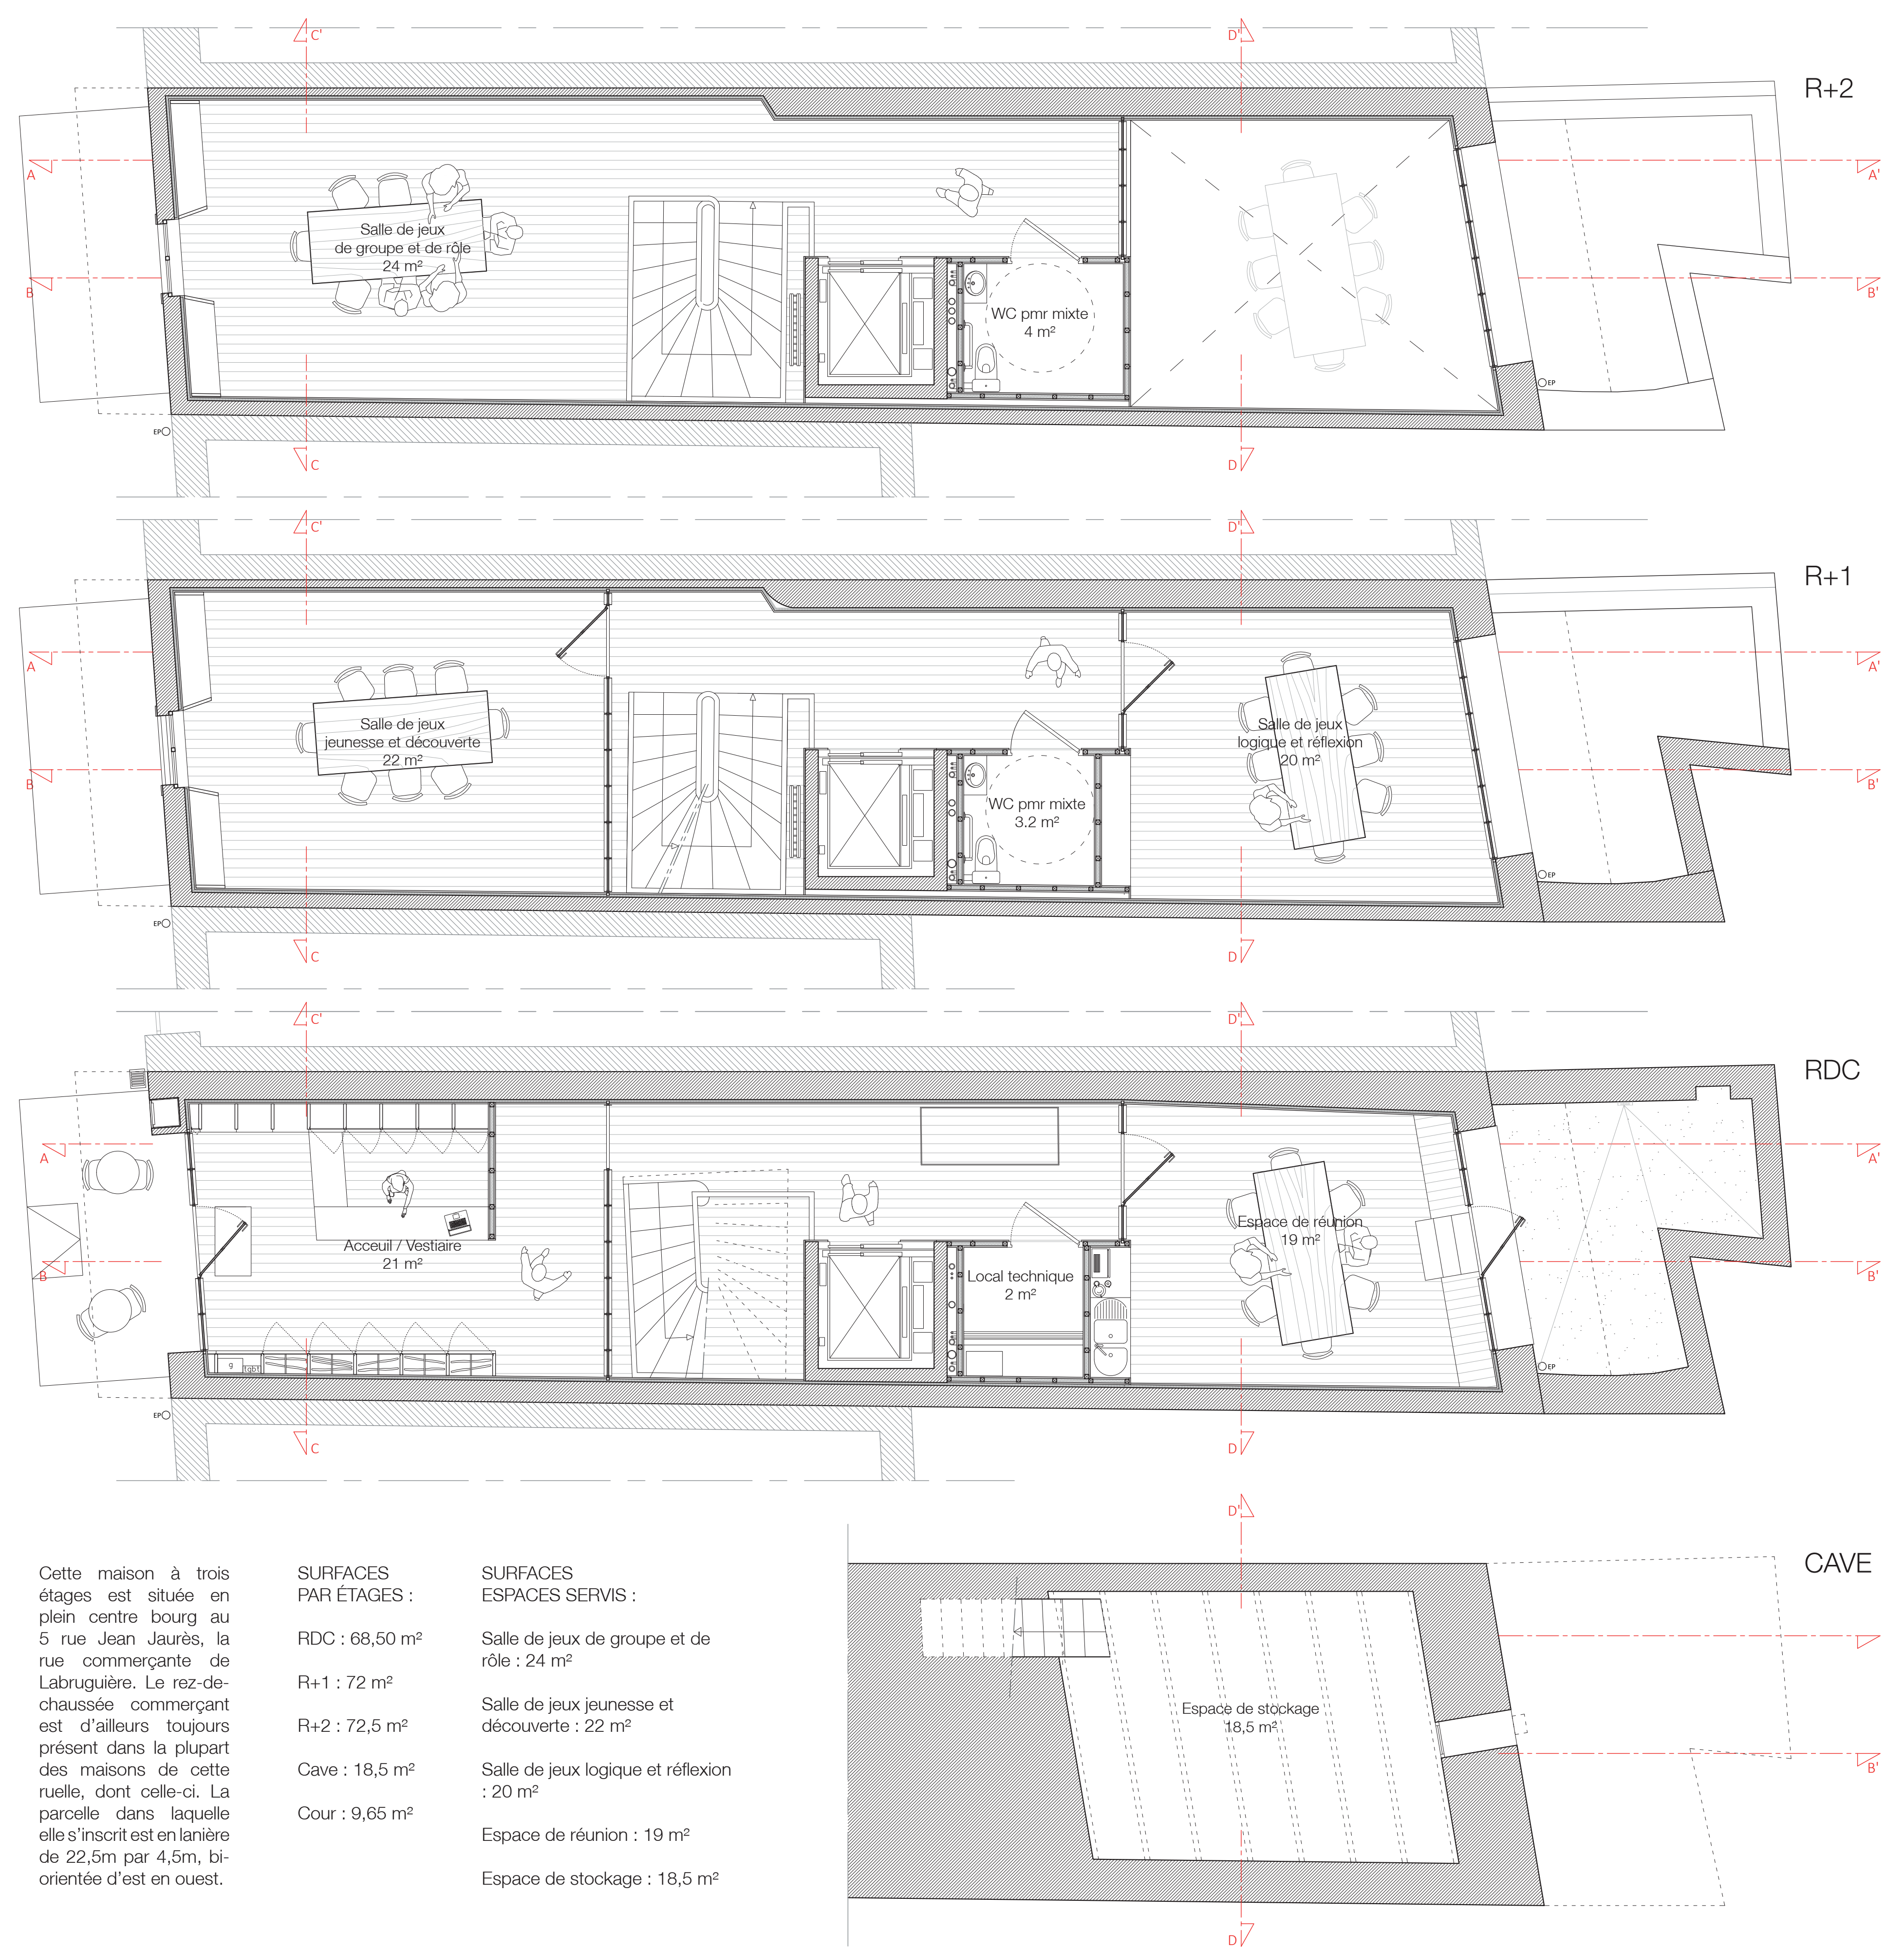 C'
D'
R+2
A
A'
Salle de jeux
de groupe et de rôle
24 m²
B
B'
WC pmr mixte
4 m²
EP
EP
C
D
C'
D'
R+1
A
A'
Salle de jeux
jeunesse et découverte
22 m²
Salle de jeux
logique et réflexion
20 m²
B
B'
WC pmr mixte
3.2 m²
EP
EP
C
D
C'
D'
RDC
A
A'
Acceuil / Vestiaire
21 m²
Espace de réunion
19 m²
B
B'
Local technique
2 m²
g
tgbt
EP
EP
C
D
D'
CAVE
Espace de stockage
18,5 m²
B'
D
Cette maison à trois
étages est située en
plein centre bourg au
5 rue Jean Jaurès, la
rue commerçante de
Labruguière. Le rez-de-
chaussée commerçant
est d'ailleurs toujours
présent dans la plupart
des maisons de cette
ruelle, dont celle-ci. La
parcelle dans laquelle
elle s'inscrit est en lanière
de 22,5m par 4,5m, bi-
orientée d'est en ouest.
SURFACES
PAR ÉTAGES :
RDC : 68,50 m²
R+1 : 72 m²
R+2 : 72,5 m²
Cave : 18,5 m²
Cour : 9,65 m²
SURFACES
ESPACES SERVIS :
Salle de jeux de groupe et de
rôle : 24 m²
Salle de jeux jeunesse et
découverte : 22 m²
Salle de jeux logique et réflexion
: 20 m²
Espace de réunion : 19 m²
Espace de stockage : 18,5 m²